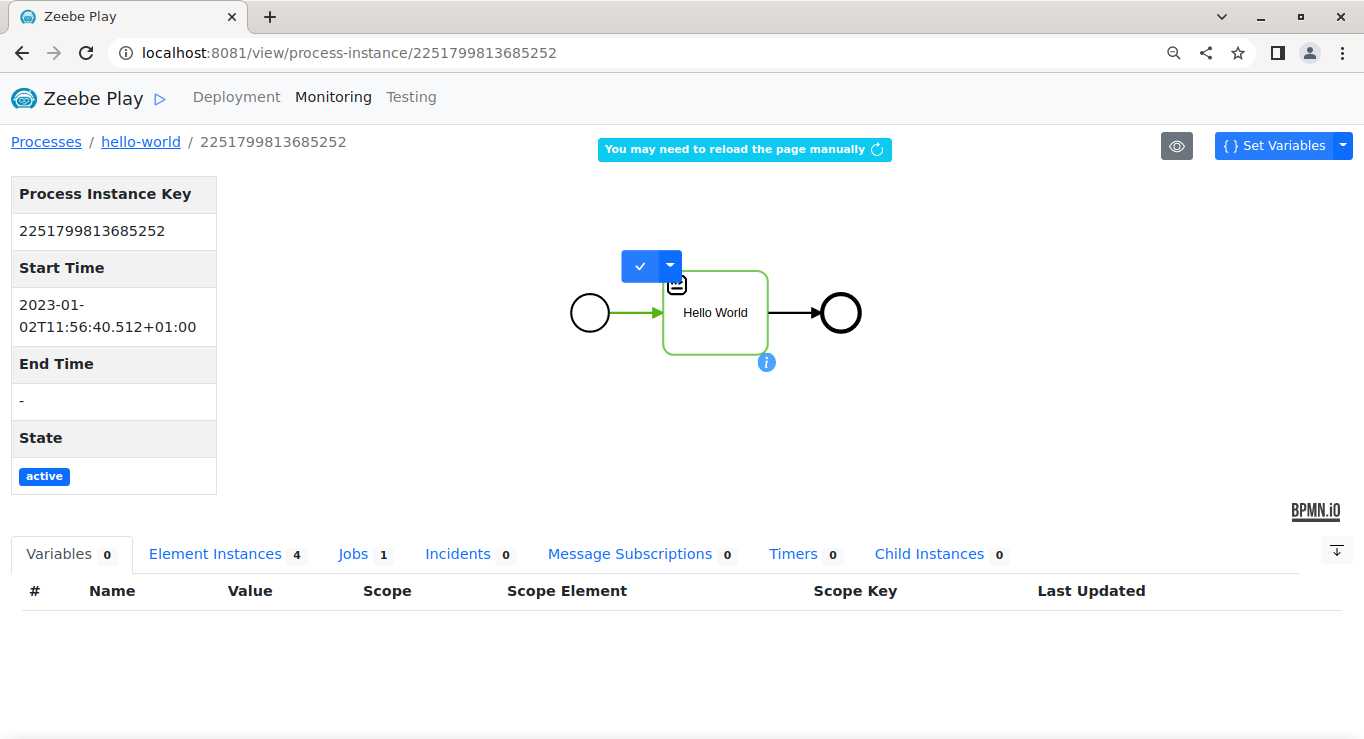 Zeebe Play
localhost:8081/view/process-instance/2251799813685252
Zeebe Play Deployment Monitoring Testing
Processes / hello-world / 2251799813685252
You may need to reload the page manually
{ } Set Variables
Process Instance Key
2251799813685252
Start Time
2023-01-
02T11:56:40.512+01:00
End Time
-
State
active
Hello World
i
BPMN.iO
Variables 0 Element Instances 4 Jobs 1 Incidents 0 Message Subscriptions 0 Timers 0 Child Instances 0
# Name Value Scope Scope Element Scope Key Last Updated